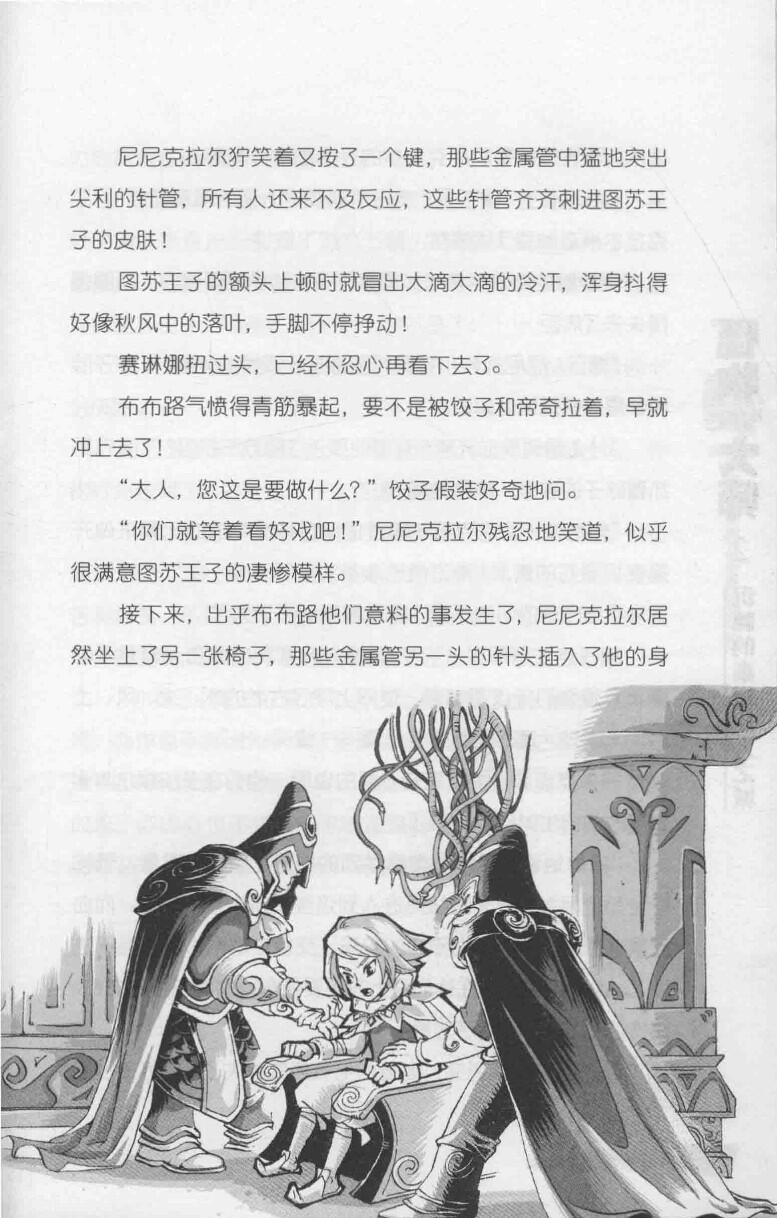 尼尼克拉尔狞笑着又按了一个键，那些金属管中猛地突出
尖利的针管，所有人还来不及反应，这些针管齐齐刺进图苏王
子的皮肤！
图苏王子的额头上顿时就冒出大滴大滴的冷汗，浑身抖得
好像秋风中的落叶，手脚不停挣动！
赛琳娜扭过头，已经不忍心再看下去了。
布布路气愤得青筋暴起，要不是被饺子和帝奇拉着，早就
冲上去了！
“大人，您这是要做什么？”饺子假装好奇地问。
“你们就等着看好戏吧！”尼尼克拉尔残忍地笑道，似乎
很满意图苏王子的凄惨模样。
接下来，出乎布布路他们意料的事发生了，尼尼克拉尔居
然坐上了另一张椅子，那些金属管另一头的针头插入了他的身